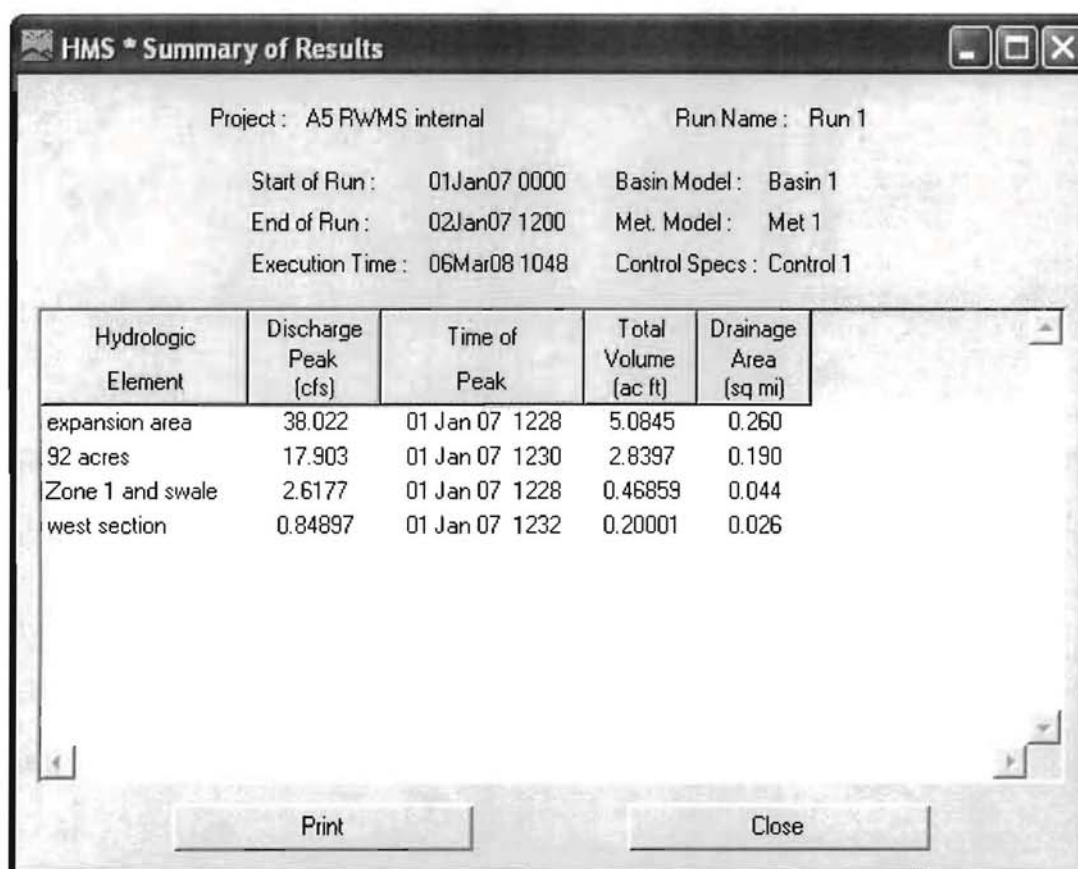 HMS * Summary of Results
Project : A5 RWMS internal Run Name : Run 1
Start of Run : 01Jan07 0000 Basin Model : Basin 1
End of Run : 02Jan07 1200 Met. Model : Met 1
Execution Time : 06Mar08 1048 Control Specs : Control 1
Hydrologic Element Discharge Peak (cfs) Time of Peak Total Volume (ac ft) Drainage Area (sq mi)
expansion area 38.022 01 Jan 07 1228 5.0845 0.260
92 acres 17.903 01 Jan 07 1230 2.8397 0.190
Zone 1 and swale 2.6177 01 Jan 07 1228 0.46859 0.044
west section 0.84897 01 Jan 07 1232 0.20001 0.026
Print Close